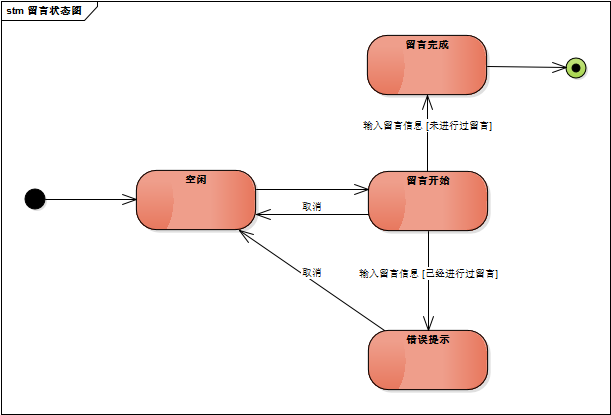 stm 留言状态图
留言完成
输入留言信息 [未进行过留言]
空闲
留言开始
取消
输入留言信息 [已经进行过留言]
取消
错误提示